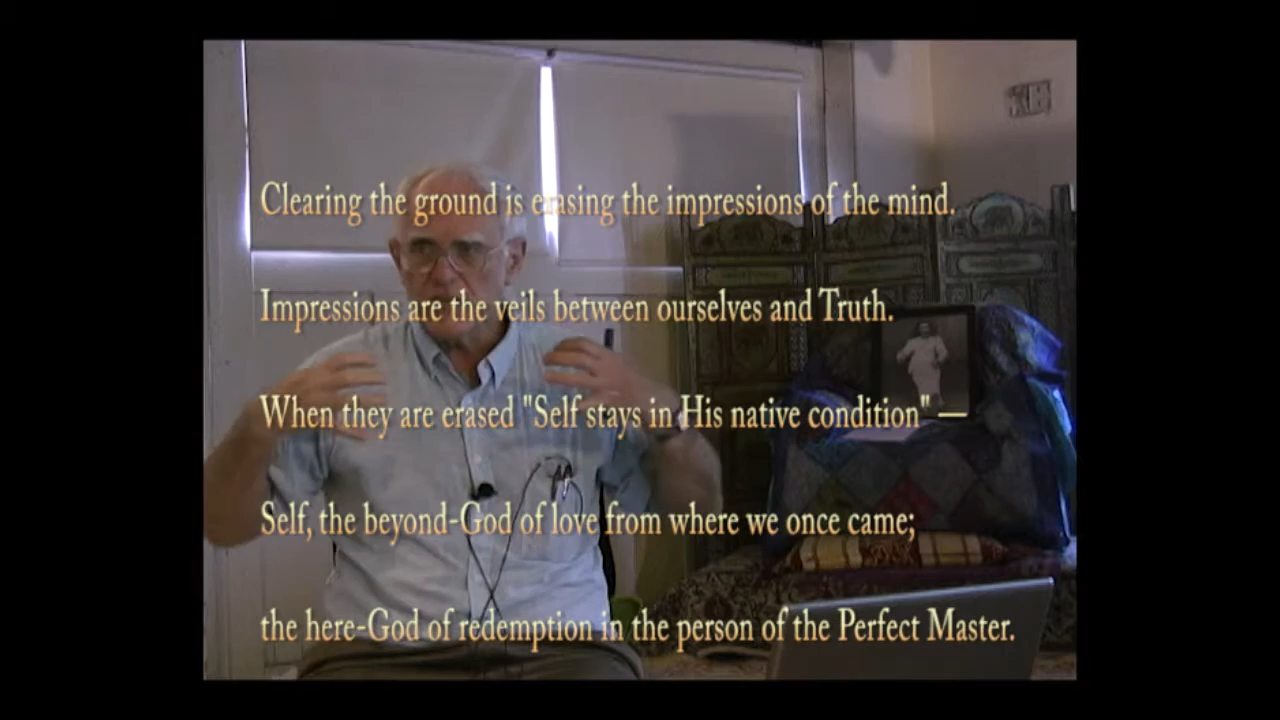 Clearing the ground is erasing the impressions of the mind.
Impressions are the veils between ourselves and Truth.
When they are erased "Self stays in His native condition" —
Self, the beyond-God of love from where we once came;
the here-God of redemption in the person of the Perfect Master.